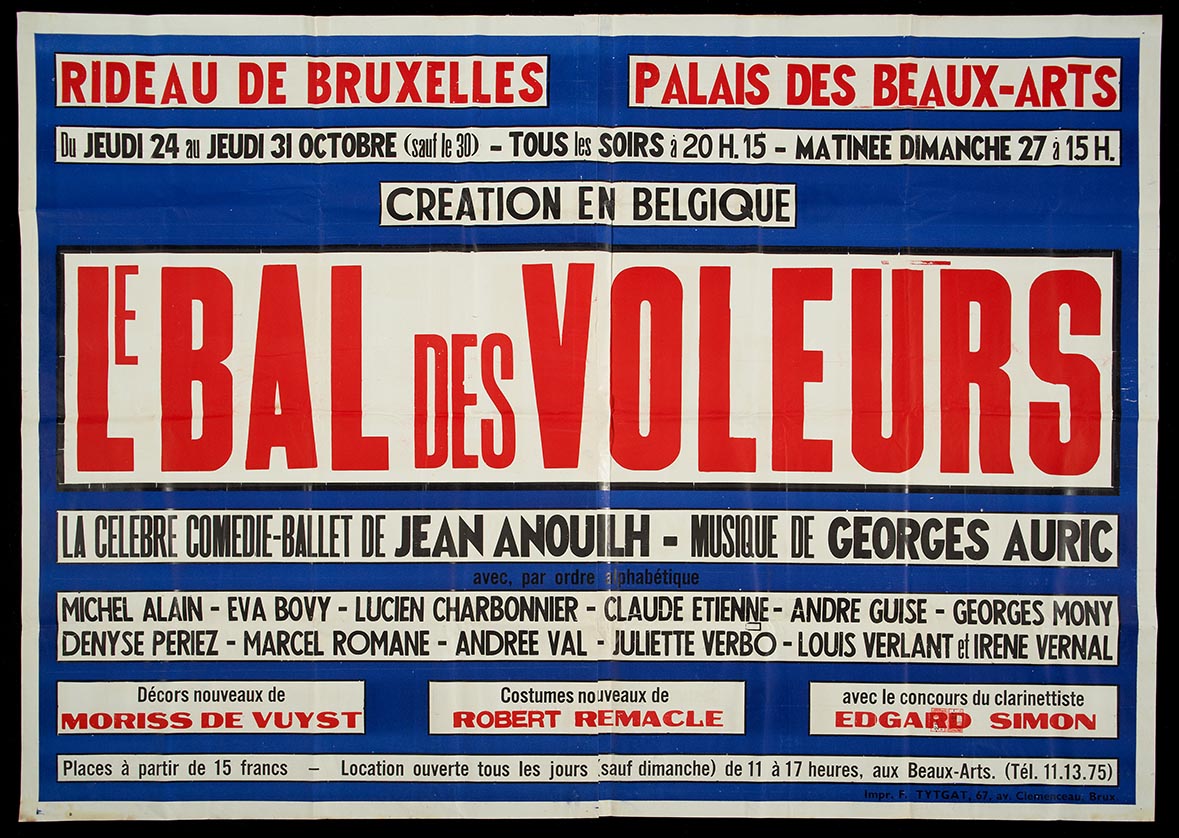 RIDEAU DE BRUXELLES
PALAIS DES BEAUX-ARTS
Du JEUDI 24 au JEUDI 31 OCTOBRE (sauf le 30) - TOUS les SOIRS à 20 H. 15 - MATINEE DIMANCHE 27 à 15 H.
CREATION EN BELGIQUE
LE BAL DES VOLEURS
LA CELEBRE COMEDIE-BALLET DE JEAN ANOUILH - MUSIQUE DE GEORGES AURIC
avec, par ordre alphabétique
MICHEL ALAIN - EVA BOVY - LUCIEN CHARBONNIER - CLAUDE ETIENNE - ANDRE GUISE - GEORGES MONY
DENYSE PERIEZ - MARCEL ROMANE - ANDREE VAL - JULIETTE VERBO - LOUIS VERLANT et IRENE VERNAL
Décors nouveaux de
MORISS DE VUYST
Costumes nouveaux de
ROBERT REMACLE
avec le concours du clarinettiste
EDGARD SIMON
Places à partir de 15 francs — Location ouverte tous les jours (sauf dimanche) de 11 à 17 heures, aux Beaux-Arts. (Tél. 11.13.75)
Impr. F. TYTGAT, 67, av. Clemenceau, Brux.